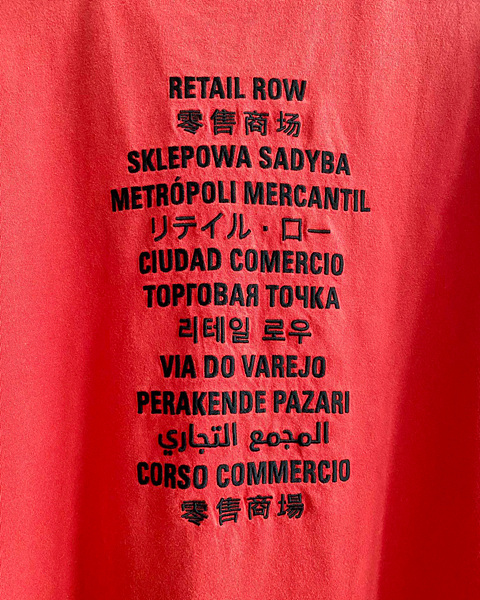 RETAIL ROW
零售商场
SKLEPOWA SADYBA
METRÓPOLI MERCANTIL
リテイル・ロー
CIUDAD COMERCIO
ТОРГОВАЯ ТОЧКА
리테일 로우
VIA DO VAREJO
PERAKENDE PAZARI
المجمع التجاري
CORSO COMMERCIO
零售商場